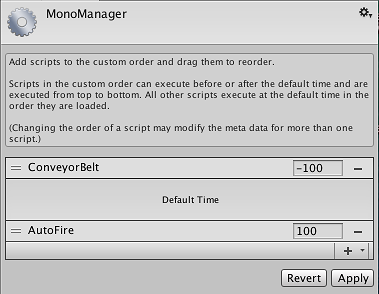 MonoManager
Add scripts to the custom order and drag them to reorder.
Scripts in the custom order can execute before or after the default time and are
executed from top to bottom. All other scripts execute at the default time in
the order they are loaded.
(Changing the order of a script may modify the meta data for more than one
script.)
ConveyorBelt -100
Default Time
AutoFire 100
Revert Apply